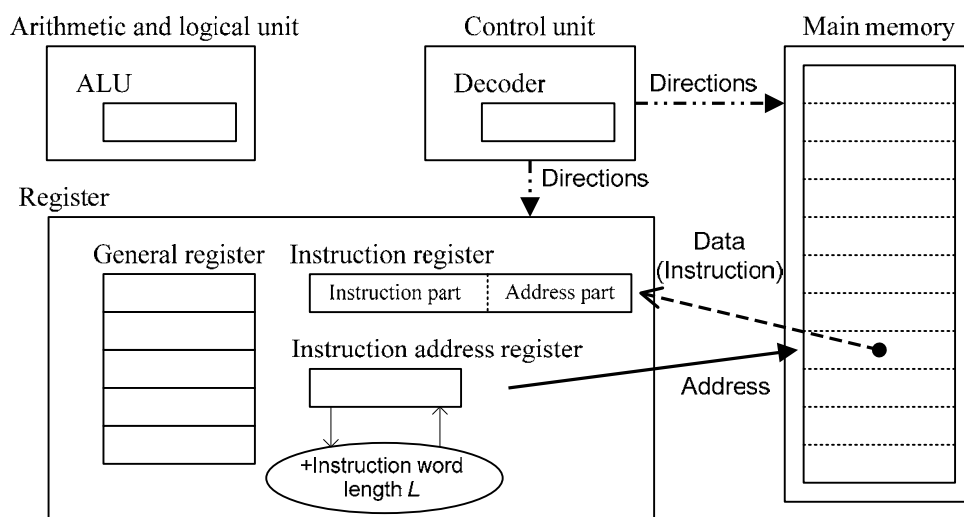 Arithmetic and logical unit
Control unit
Main memory
ALU
Decoder
Directions
Directions
Register
General register
Instruction register
Data
(Instruction)
Instruction part
Address part
Instruction address register
Address
+Instruction word
length L